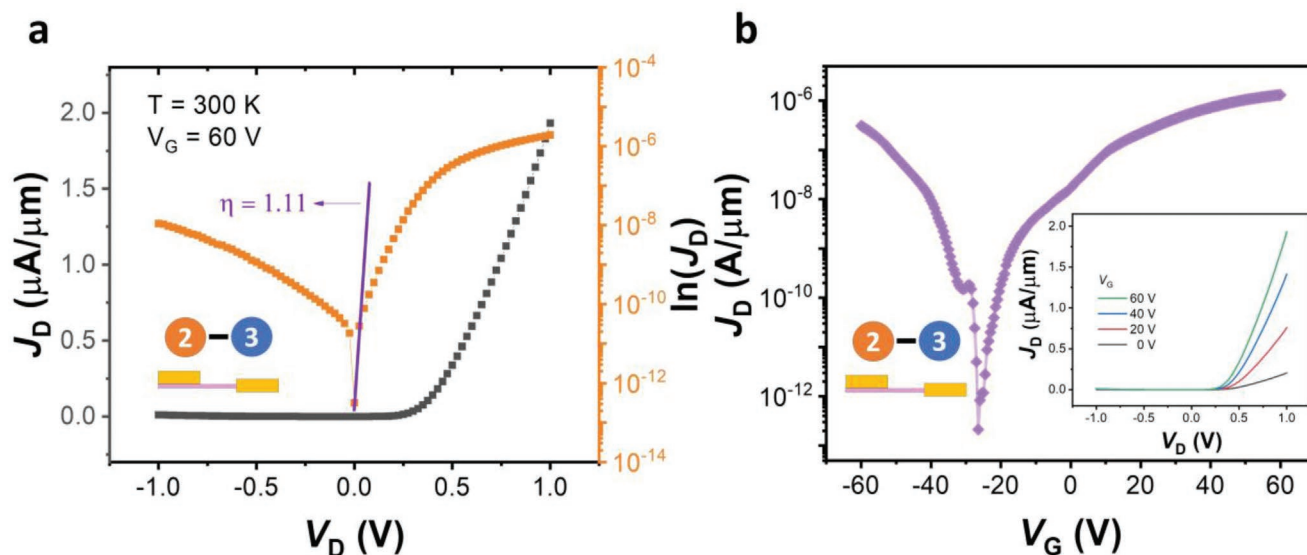 a
T = 300 K
V_G = 60 V
η = 1.11
2 – 3
J_D (μA/μm)
2.0
1.5
1.0
0.5
0.0
-1.0 -0.5 0.0 0.5 1.0
V_D (V)
10^-4
10^-6
10^-8
10^-10
10^-12
10^-14
ln(J_D)
b
J_D (A/μm)
10^-6
10^-8
10^-10
10^-12
2 – 3
-60 -40 -20 0 20 40 60
V_G (V)
J_D (μA/μm)
2.0
1.5
1.0
0.5
0.0
V_G
60 V
40 V
20 V
0 V
-1.0 -0.5 0.0 0.5 1.0
V_D (V)